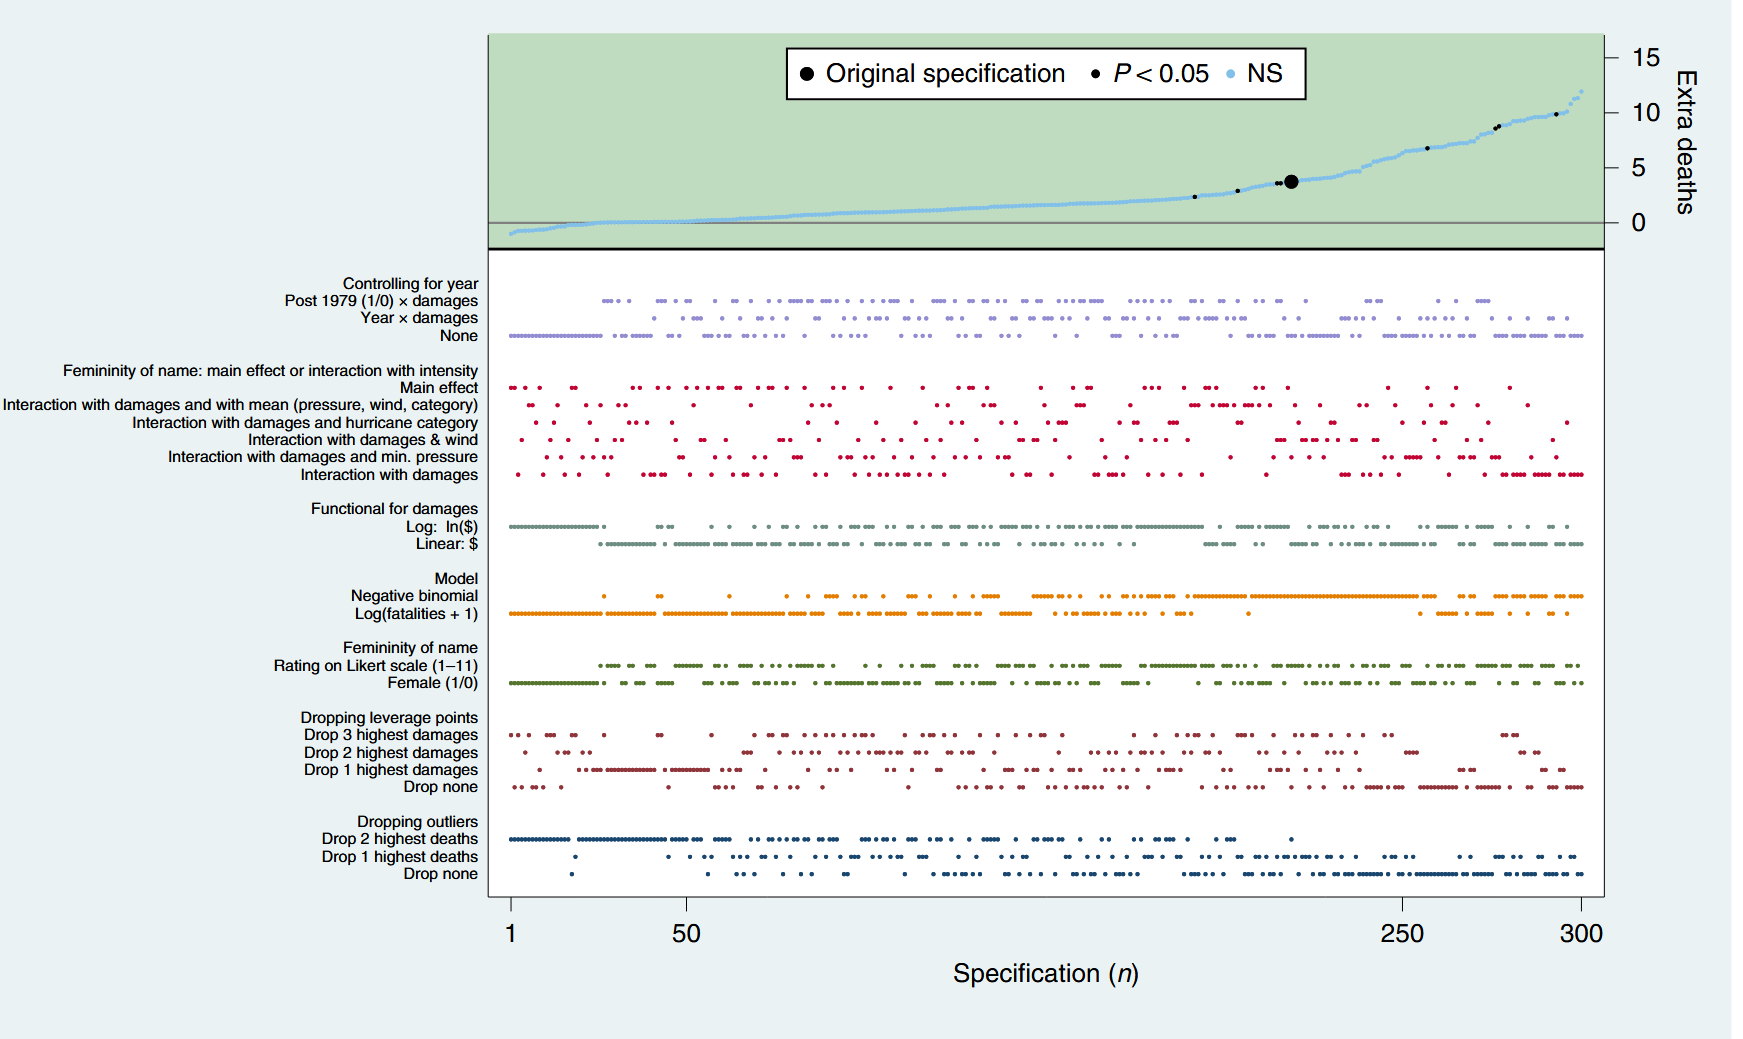 Original specification P < 0.05 NS
15
10
5
0
Extra deaths
Controlling for year
Post 1979 (1/0) × damages
Year × damages
None
Femininity of name: main effect or interaction with intensity
Main effect
Interaction with damages and with mean (pressure, wind, category)
Interaction with damages and hurricane category
Interaction with damages & wind
Interaction with damages and min. pressure
Interaction with damages
Functional for damages
Log: ln($)
Linear: $
Model
Negative binomial
Log(fatalities + 1)
Femininity of name
Rating on Likert scale (1–11)
Female (1/0)
Dropping leverage points
Drop 3 highest damages
Drop 2 highest damages
Drop 1 highest damages
Drop none
Dropping outliers
Drop 2 highest deaths
Drop 1 highest deaths
Drop none
1 50 250 300
Specification (n)